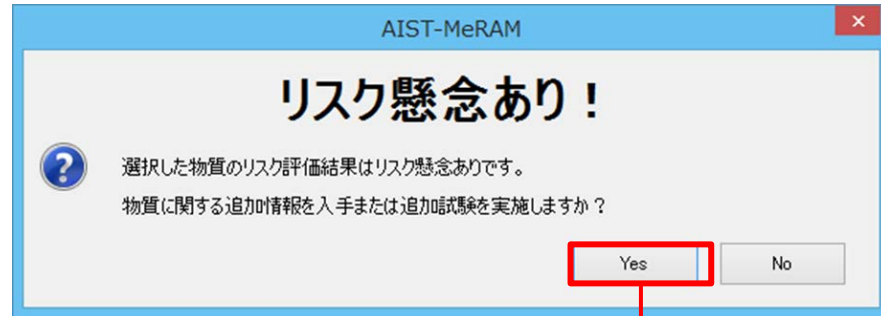 AIST-MeRAM
リスク懸念あり！
選択した物質のリスク評価結果はリスク懸念ありです。
物質に関する追加情報を入手または追加試験を実施しますか？
Yes
No